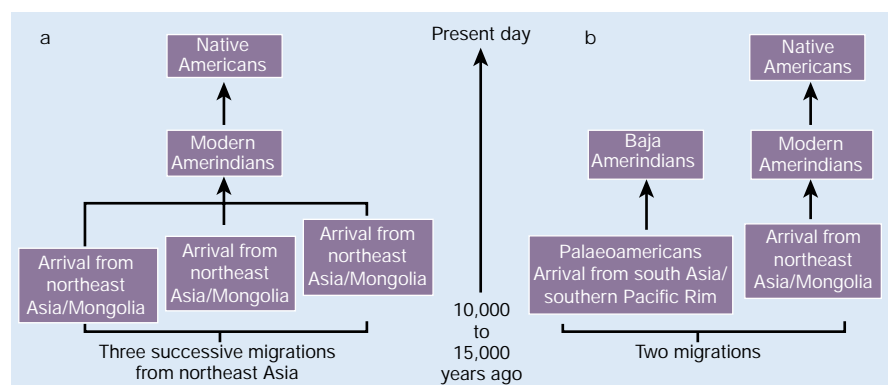 a
Native
Americans
Modern
Amerindians
Arrival from
northeast
Asia/Mongolia
Arrival from
northeast
Asia/Mongolia
Arrival from
northeast
Asia/Mongolia
Three successive migrations
from northeast Asia
Present day
10,000
to
15,000
years ago
b
Native
Americans
Baja
Amerindians
Modern
Amerindians
Palaeoamericans
Arrival from south Asia/
southern Pacific Rim
Arrival from
northeast
Asia/Mongolia
Two migrations